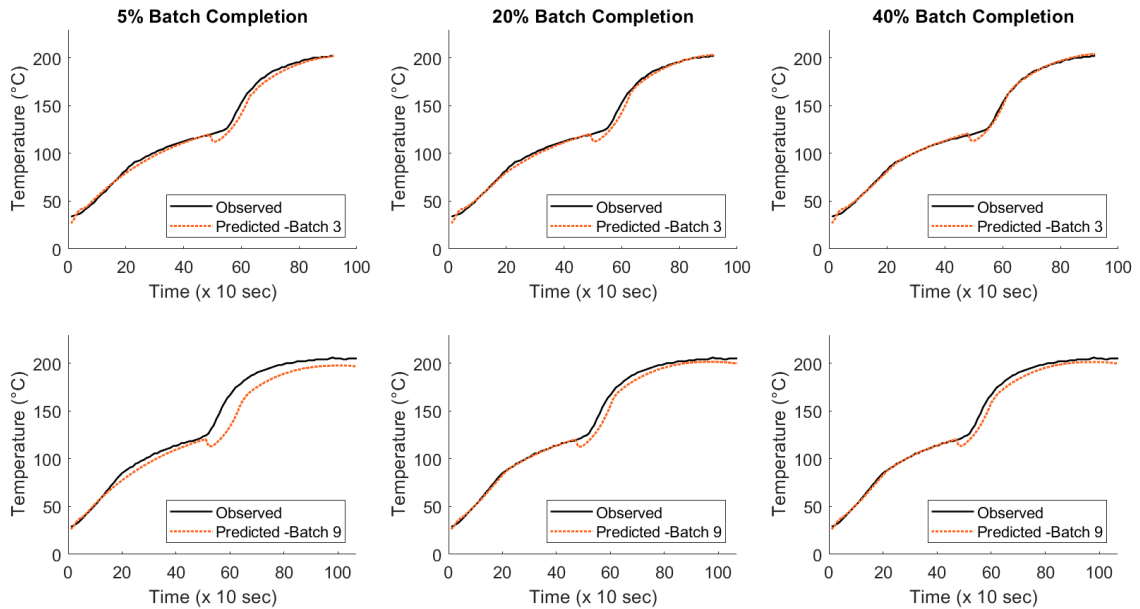 5% Batch Completion
20% Batch Completion
40% Batch Completion
Temperature (°C)
200
150
100
50
0
Observed
Predicted -Batch 3
0 20 40 60 80 100
Time (x 10 sec)
Temperature (°C)
200
150
100
50
0
Observed
Predicted -Batch 3
0 20 40 60 80 100
Time (x 10 sec)
Temperature (°C)
200
150
100
50
0
Observed
Predicted -Batch 3
0 20 40 60 80 100
Time (x 10 sec)
Temperature (°C)
200
150
100
50
0
Observed
Predicted -Batch 9
0 20 40 60 80 100
Time (x 10 sec)
Temperature (°C)
200
150
100
50
0
Observed
Predicted -Batch 9
0 20 40 60 80 100
Time (x 10 sec)
Temperature (°C)
200
150
100
50
0
Observed
Predicted -Batch 9
0 20 40 60 80 100
Time (x 10 sec)